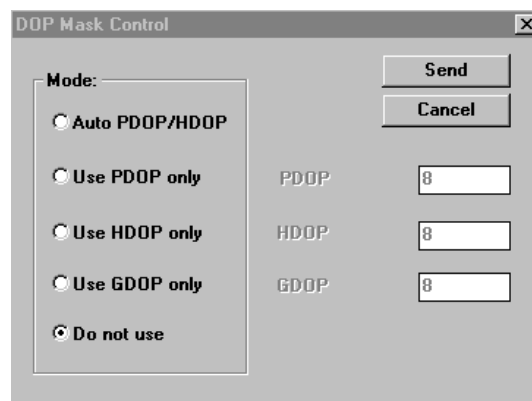 DOP Mask Control
Mode:
Auto PDOP/HDOP
Use PDOP only
Use HDOP only
Use GDOP only
Do not use
Send
Cancel
PDOP 8
HDOP 8
GDOP 8